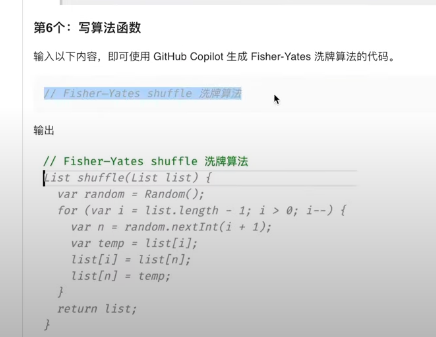 第6个：写算法函数
输入以下内容，即可使用 GitHub Copilot 生成 Fisher-Yates 洗牌算法的代码。
// Fisher–Yates shuffle 洗牌算法
输出
// Fisher–Yates shuffle 洗牌算法
List shuffle(List list) {
  var random = Random();
  for (var i = list.length - 1; i > 0; i--) {
    var n = random.nextInt(i + 1);
    var temp = list[i];
    list[i] = list[n];
    list[n] = temp;
  }
  return list;
}